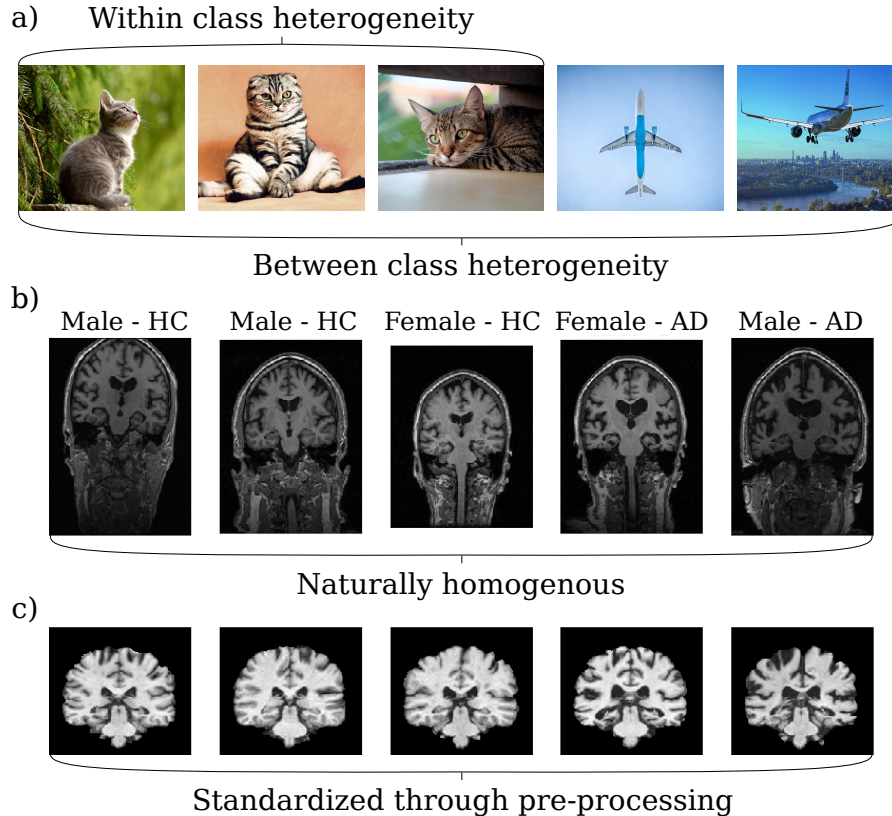 a)
Within class heterogeneity
Between class heterogeneity
b)
Male - HC
Male - HC
Female - HC
Female - AD
Male - AD
Naturally homogenous
c)
Standardized through pre-processing